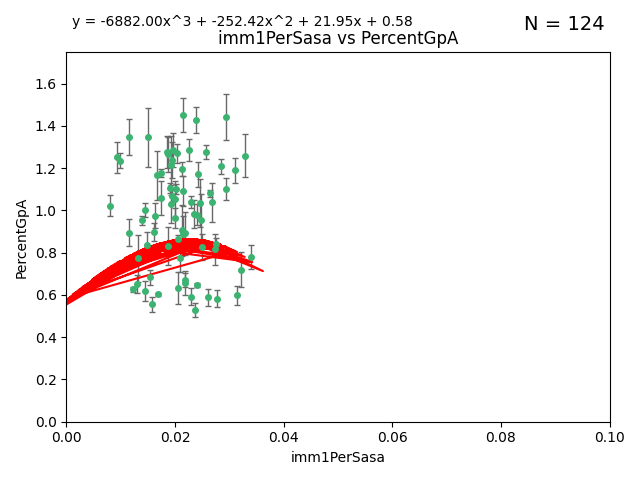 y = -6882.00x^3 + -252.42x^2 + 21.95x + 0.58
N = 124
imm1PerSasa vs PercentGpA
PercentGpA
1.6
1.4
1.2
1.0
0.8
0.6
0.4
0.2
0.0
0.00 0.02 0.04 0.06 0.08 0.10
imm1PerSasa